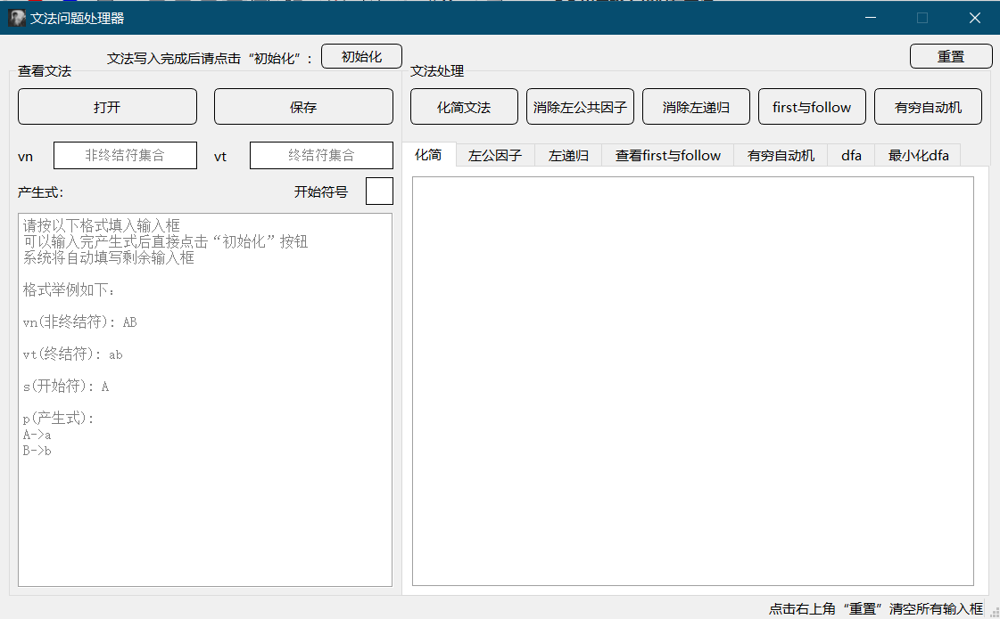 文法问题处理器
文法写入完成后请点击“初始化”: 初始化 重置
查看文法 文法处理
打开 保存 化简文法 消除左公共因子 消除左递归 first与follow 有穷自动机
vn 非终结符集合 vt 终结符集合 化简 左公因子 左递归 查看first与follow 有穷自动机 dfa 最小化dfa
产生式: 开始符号
请按以下格式填入输入框
可以输入完产生式后直接点击“初始化”按钮
系统将自动填写剩余输入框
格式举例如下:
vn(非终结符): AB
vt(终结符): ab
s(开始符): A
p(产生式):
A->a
B->b
点击右上角“重置”清空所有输入框